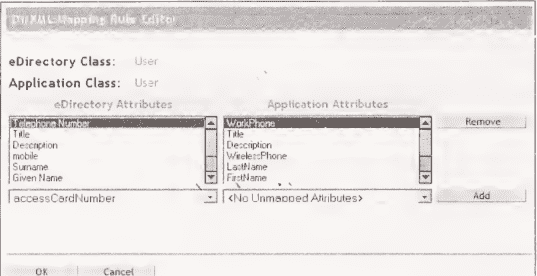 DirXML Mapping Rule Editor
eDirectory Class: User
Application Class: User
eDirectory Attributes Application Attributes
Telephone Number WorkPhone Remove
Title Title
Description Description
mobile WirelessPhone
Surname LastName
Given Name FirstName
accessCardNumber <No Unmapped Attributes> Add
OK Cancel